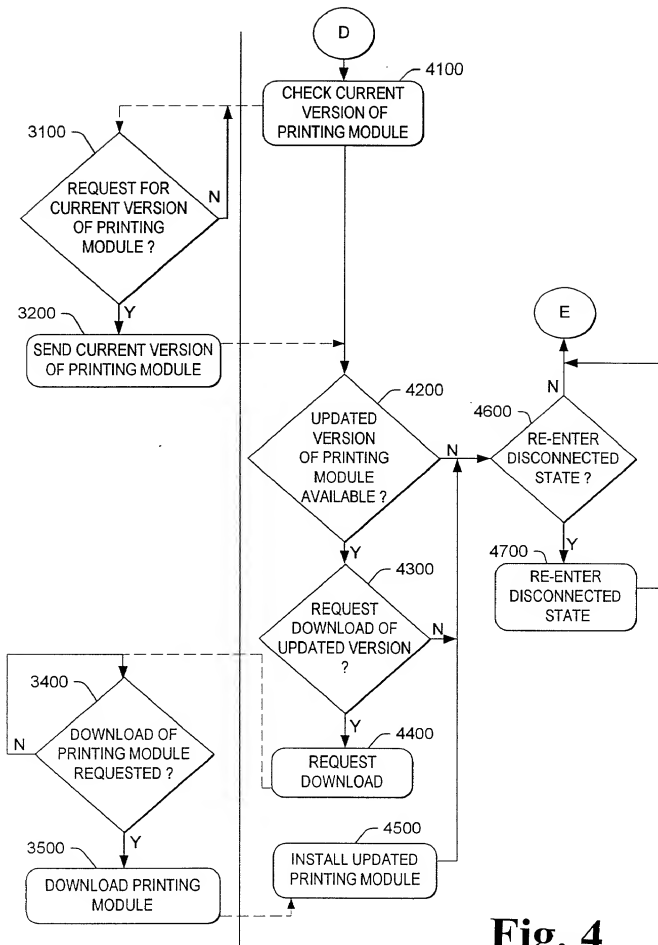 D
4100
CHECK CURRENT
VERSION OF
PRINTING MODULE
3100
REQUEST FOR
CURRENT VERSION
OF PRINTING
MODULE ?
N
Y
3200
SEND CURRENT VERSION
OF PRINTING MODULE
E
N
4200
UPDATED
VERSION
OF PRINTING
MODULE
AVAILABLE ?
N
Y
4600
RE-ENTER
DISCONNECTED
STATE ?
Y
4700
RE-ENTER
DISCONNECTED
STATE
4300
REQUEST
DOWNLOAD OF
UPDATED VERSION
?
N
Y
4400
REQUEST
DOWNLOAD
3400
DOWNLOAD OF
PRINTING MODULE
REQUESTED ?
N
Y
3500
DOWNLOAD PRINTING
MODULE
4500
INSTALL UPDATED
PRINTING MODULE
Fig. 4